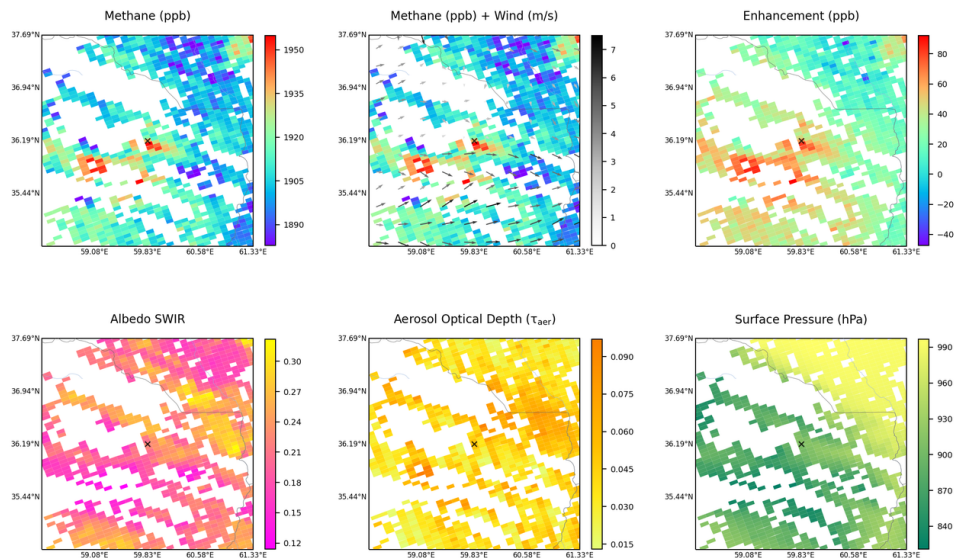 Methane (ppb)
Methane (ppb) + Wind (m/s)
Enhancement (ppb)
37.69°N
36.94°N
36.19°N
35.44°N
59.08°E
59.83°E
60.58°E
61.33°E
1950
1935
1920
1905
1890
37.69°N
36.94°N
36.19°N
35.44°N
59.08°E
59.83°E
60.58°E
61.33°E
7
6
5
4
3
2
1
0
37.69°N
36.94°N
36.19°N
35.44°N
59.08°E
59.83°E
60.58°E
61.33°E
80
60
40
20
0
−20
−40
Albedo SWIR
Aerosol Optical Depth (τaer)
Surface Pressure (hPa)
37.69°N
36.94°N
36.19°N
35.44°N
59.08°E
59.83°E
60.58°E
61.33°E
0.30
0.27
0.24
0.21
0.18
0.15
0.12
37.69°N
36.94°N
36.19°N
35.44°N
59.08°E
59.83°E
60.58°E
61.33°E
0.090
0.075
0.060
0.045
0.030
0.015
37.69°N
36.94°N
36.19°N
35.44°N
59.08°E
59.83°E
60.58°E
61.33°E
990
960
930
900
870
840